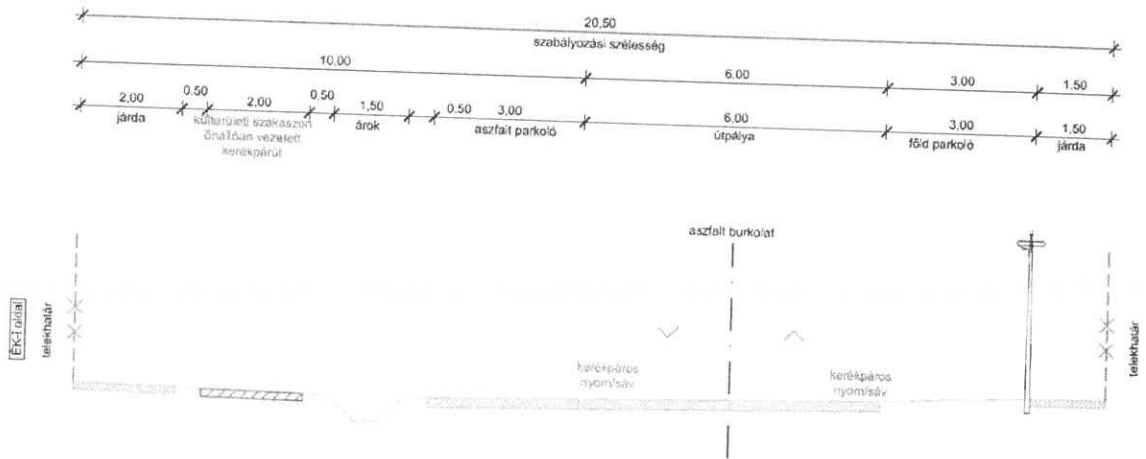 20,50
szabályozási szélesség
10,00 6,00 3,00 1,50
2,00 0.50 2,00 0.50 1,50 0.50 3,00 6,00 3,00 1,50
járda
külterületi szakaszon
önállóan vezetett
kerékpárút
árok
aszfalt parkoló
útpálya
föld parkoló
járda
aszfalt burkolat
ÉK-i oldal
telekhatár
kerékpáros
nyom/sáv
kerékpáros
nyom/sáv
telekhatár